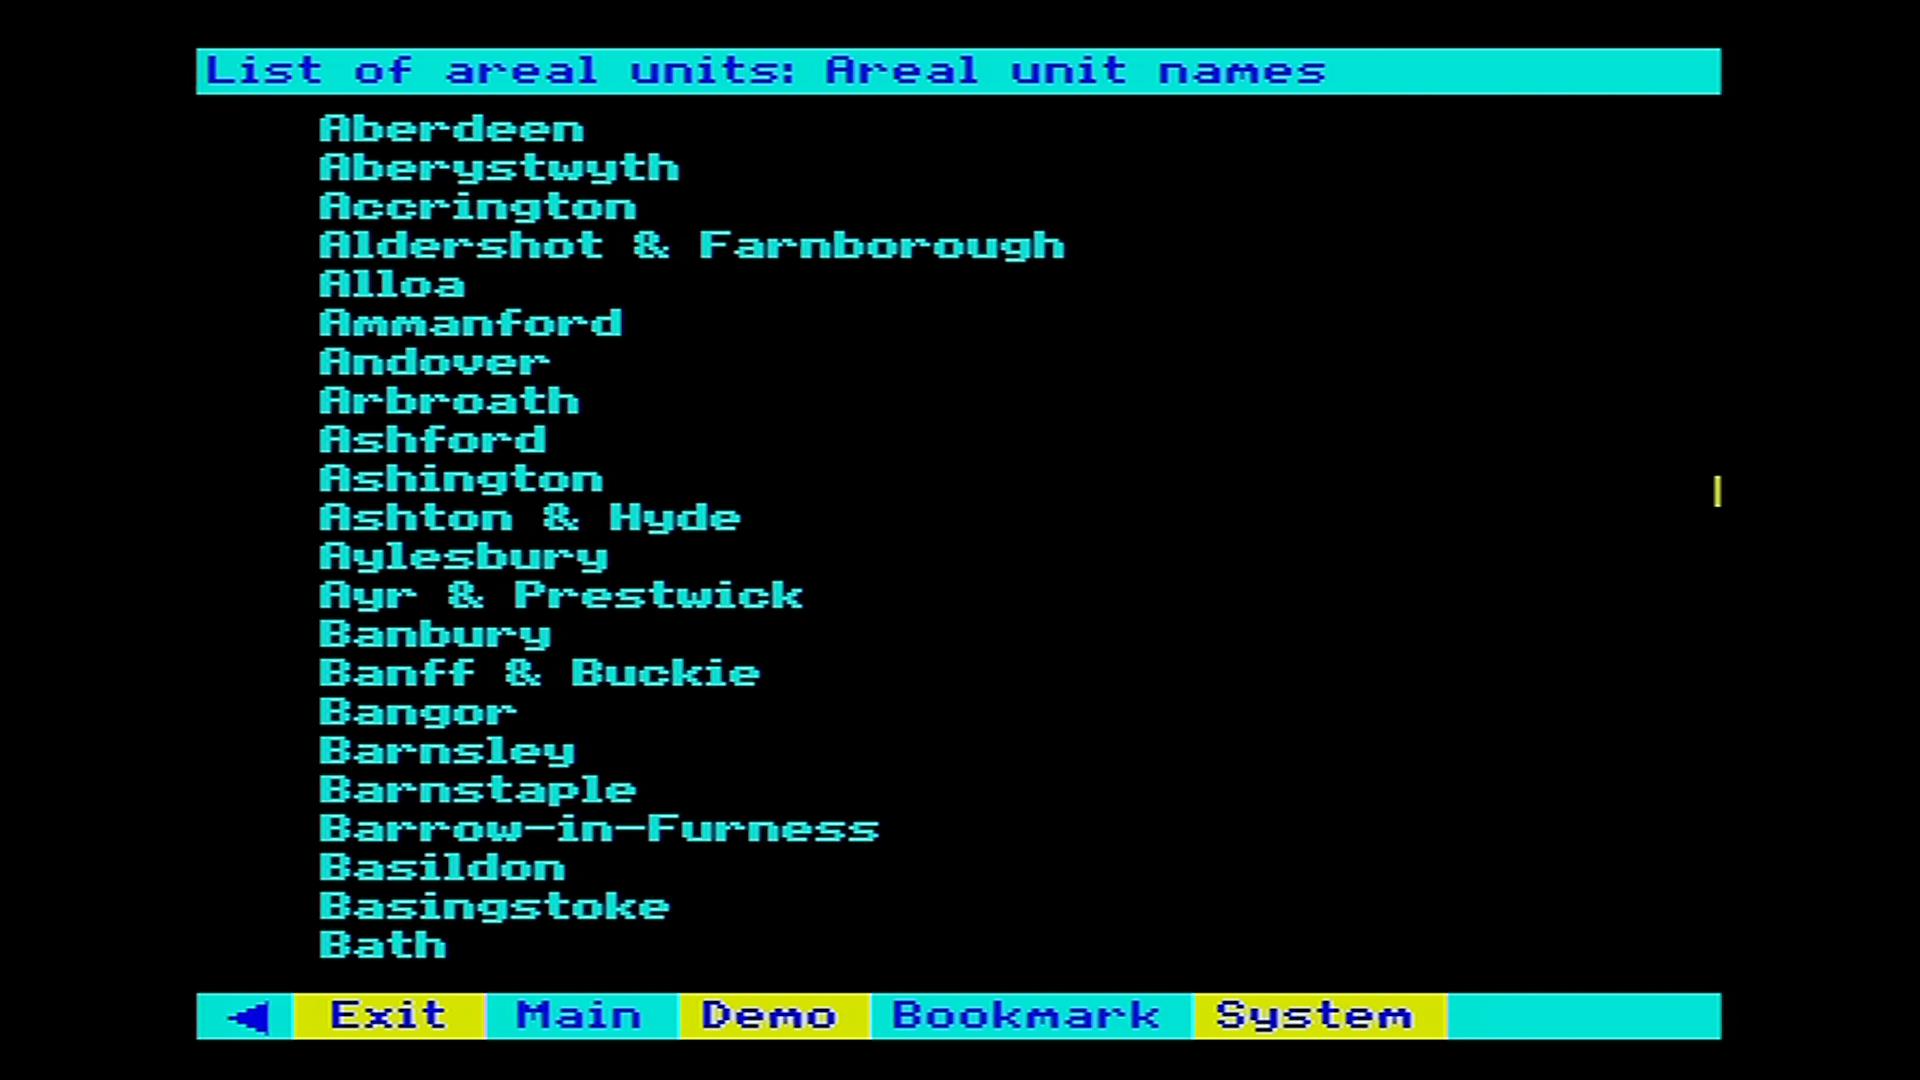 List of areal units: Areal unit names
Aberdeen
Aberystwyth
Accrington
Aldershot & Farnborough
Alloa
Ammanford
Andover
Arbroath
Ashford
Ashington
Ashton & Hyde
Aylesbury
Ayr & Prestwick
Banbury
Banff & Buckie
Bangor
Barnsley
Barnstaple
Barrow-in-Furness
Basildon
Basingstoke
Bath
Exit Main Demo Bookmark System